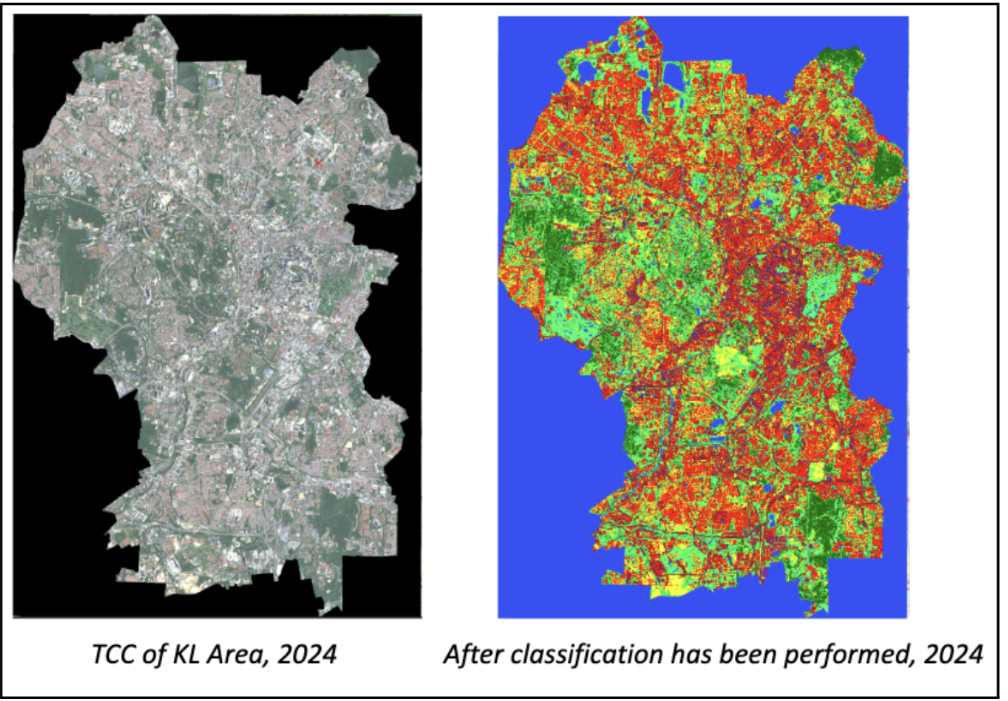 TCC of KL Area, 2024
After classification has been performed, 2024